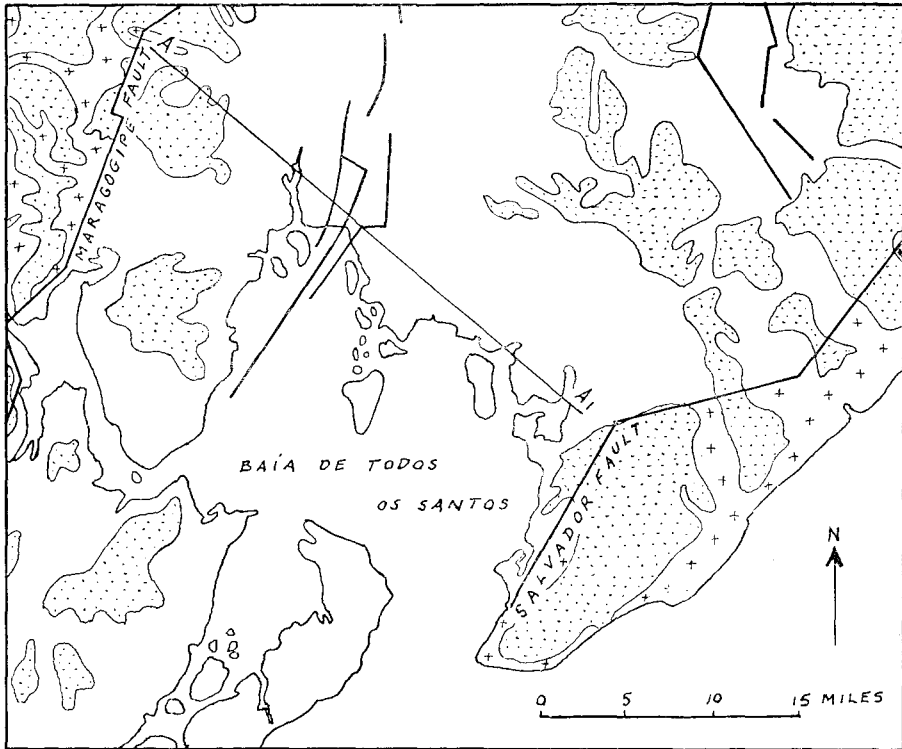 A
MARAGOGIPE FAULT
A₁
BAÍA DE TODOS
OS SANTOS
SALVADOR FAULT
N
0 5 10 15 MILES